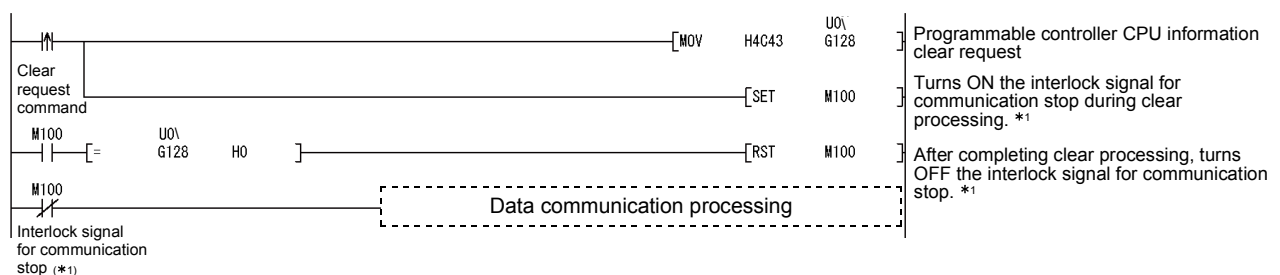 U0\
MOV H4C43 G128
Programmable controller CPU information
clear request
Clear
request
command
SET M100
Turns ON the interlock signal for
communication stop during clear
processing. *1
M100 U0\
= G128 H0
RST M100
After completing clear processing, turns
OFF the interlock signal for communication
stop. *1
M100
Data communication processing
Interlock signal
for communication
stop (*1)